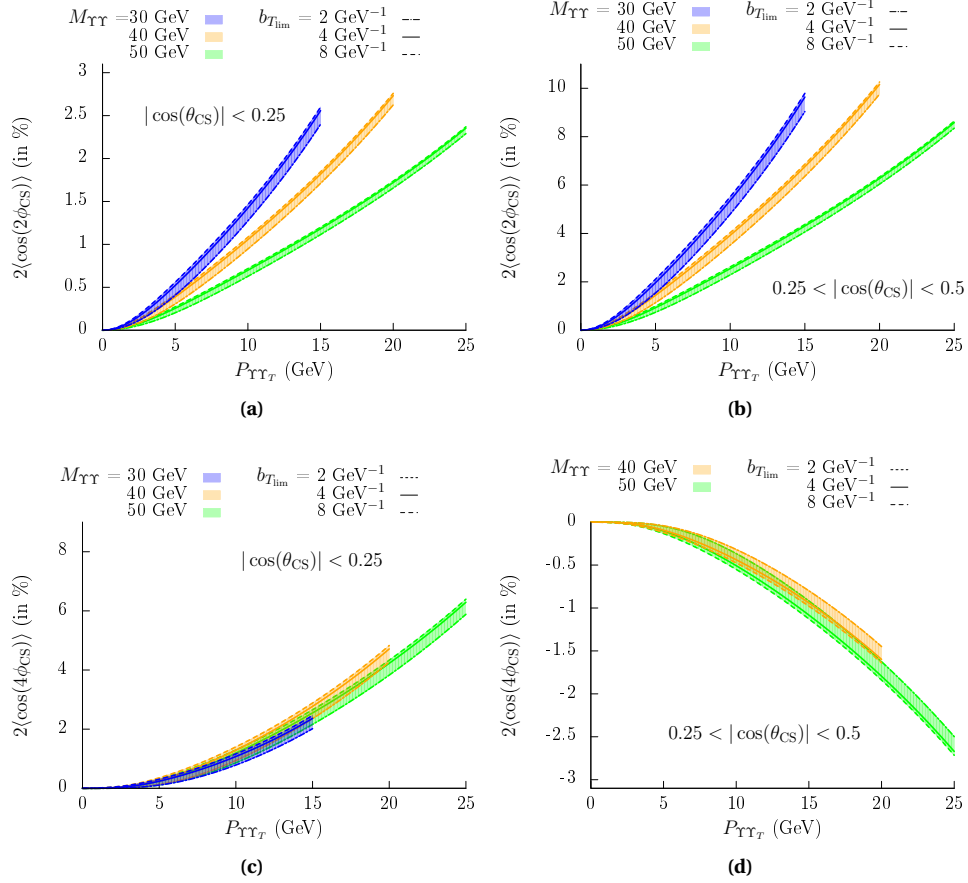 M_ΥΥ =30 GeV b_T_lim = 2 GeV⁻¹
40 GeV 4 GeV⁻¹
50 GeV 8 GeV⁻¹
2⟨cos(2ϕ_CS)⟩ (in %)
3
2.5
2
1.5
1
0.5
0
|cos(θ_CS)| < 0.25
0 5 10 15 20 25
P_ΥΥ_T (GeV)
(a)
M_ΥΥ = 30 GeV b_T_lim = 2 GeV⁻¹
40 GeV 4 GeV⁻¹
50 GeV 8 GeV⁻¹
2⟨cos(2ϕ_CS)⟩ (in %)
10
8
6
4
2
0
0.25 < |cos(θ_CS)| < 0.5
0 5 10 15 20 25
P_ΥΥ_T (GeV)
(b)
M_ΥΥ = 30 GeV b_T_lim = 2 GeV⁻¹
40 GeV 4 GeV⁻¹
50 GeV 8 GeV⁻¹
2⟨cos(4ϕ_CS)⟩ (in %)
8
6
4
2
0
|cos(θ_CS)| < 0.25
0 5 10 15 20 25
P_ΥΥ_T (GeV)
(c)
M_ΥΥ = 40 GeV b_T_lim = 2 GeV⁻¹
50 GeV 4 GeV⁻¹
8 GeV⁻¹
2⟨cos(4ϕ_CS)⟩ (in %)
0
-0.5
-1
-1.5
-2
-2.5
-3
0.25 < |cos(θ_CS)| < 0.5
0 5 10 15 20 25
P_ΥΥ_T (GeV)
(d)